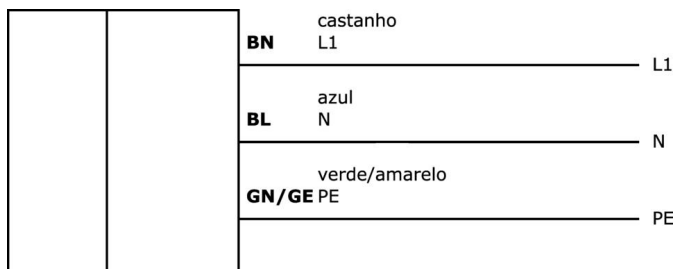 castanho
BN L1
L1
azul
BL N
N
verde/amarelo
GN/GE PE
PE